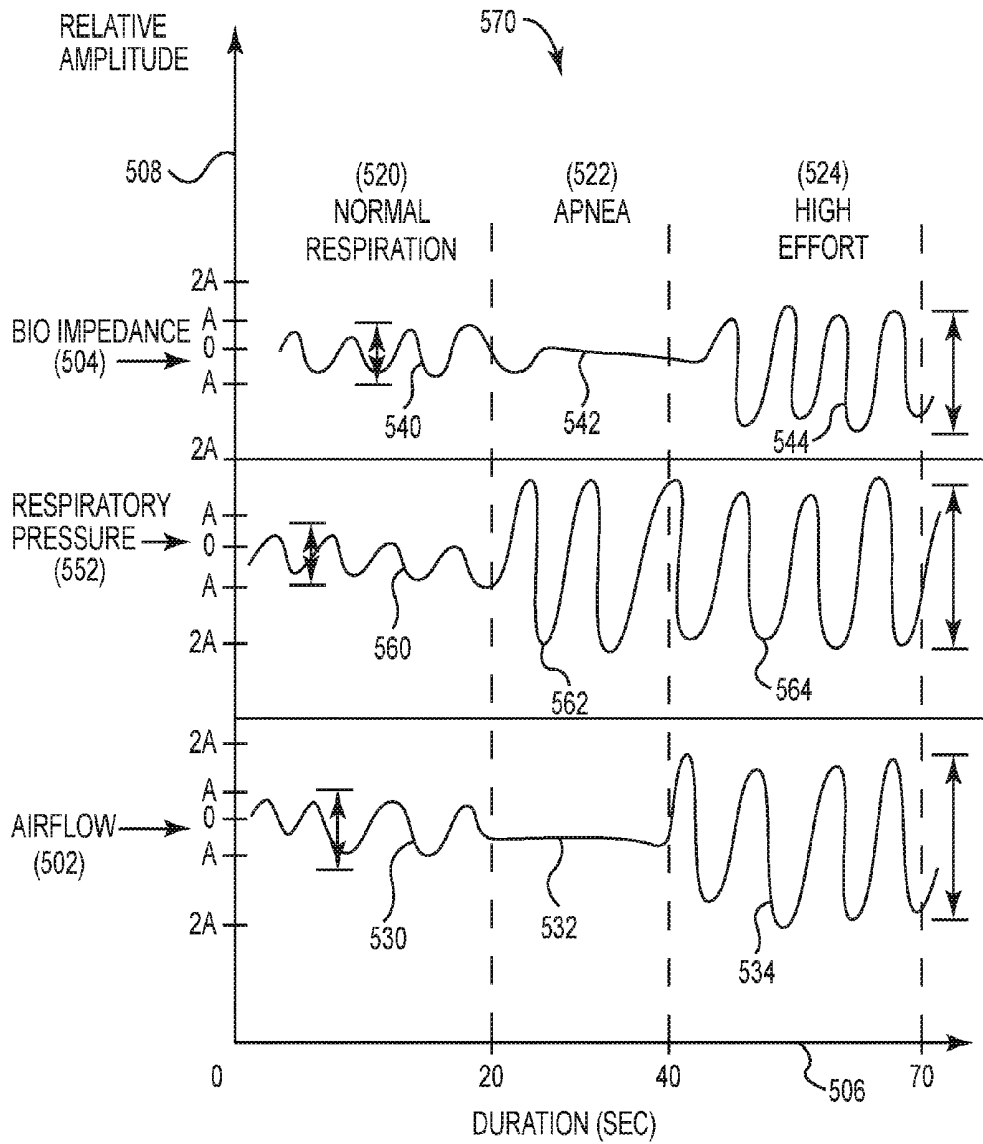 RELATIVE
AMPLITUDE
570
508
(520)
NORMAL
RESPIRATION
(522)
APNEA
(524)
HIGH
EFFORT
2A
A
BIO IMPEDANCE
(504)
0
A
2A
540
542
544
RESPIRATORY
PRESSURE
(552)
A
0
A
2A
560
562
564
2A
A
AIRFLOW
(502)
0
A
2A
530
532
534
0
20
40
506
70
DURATION (SEC)